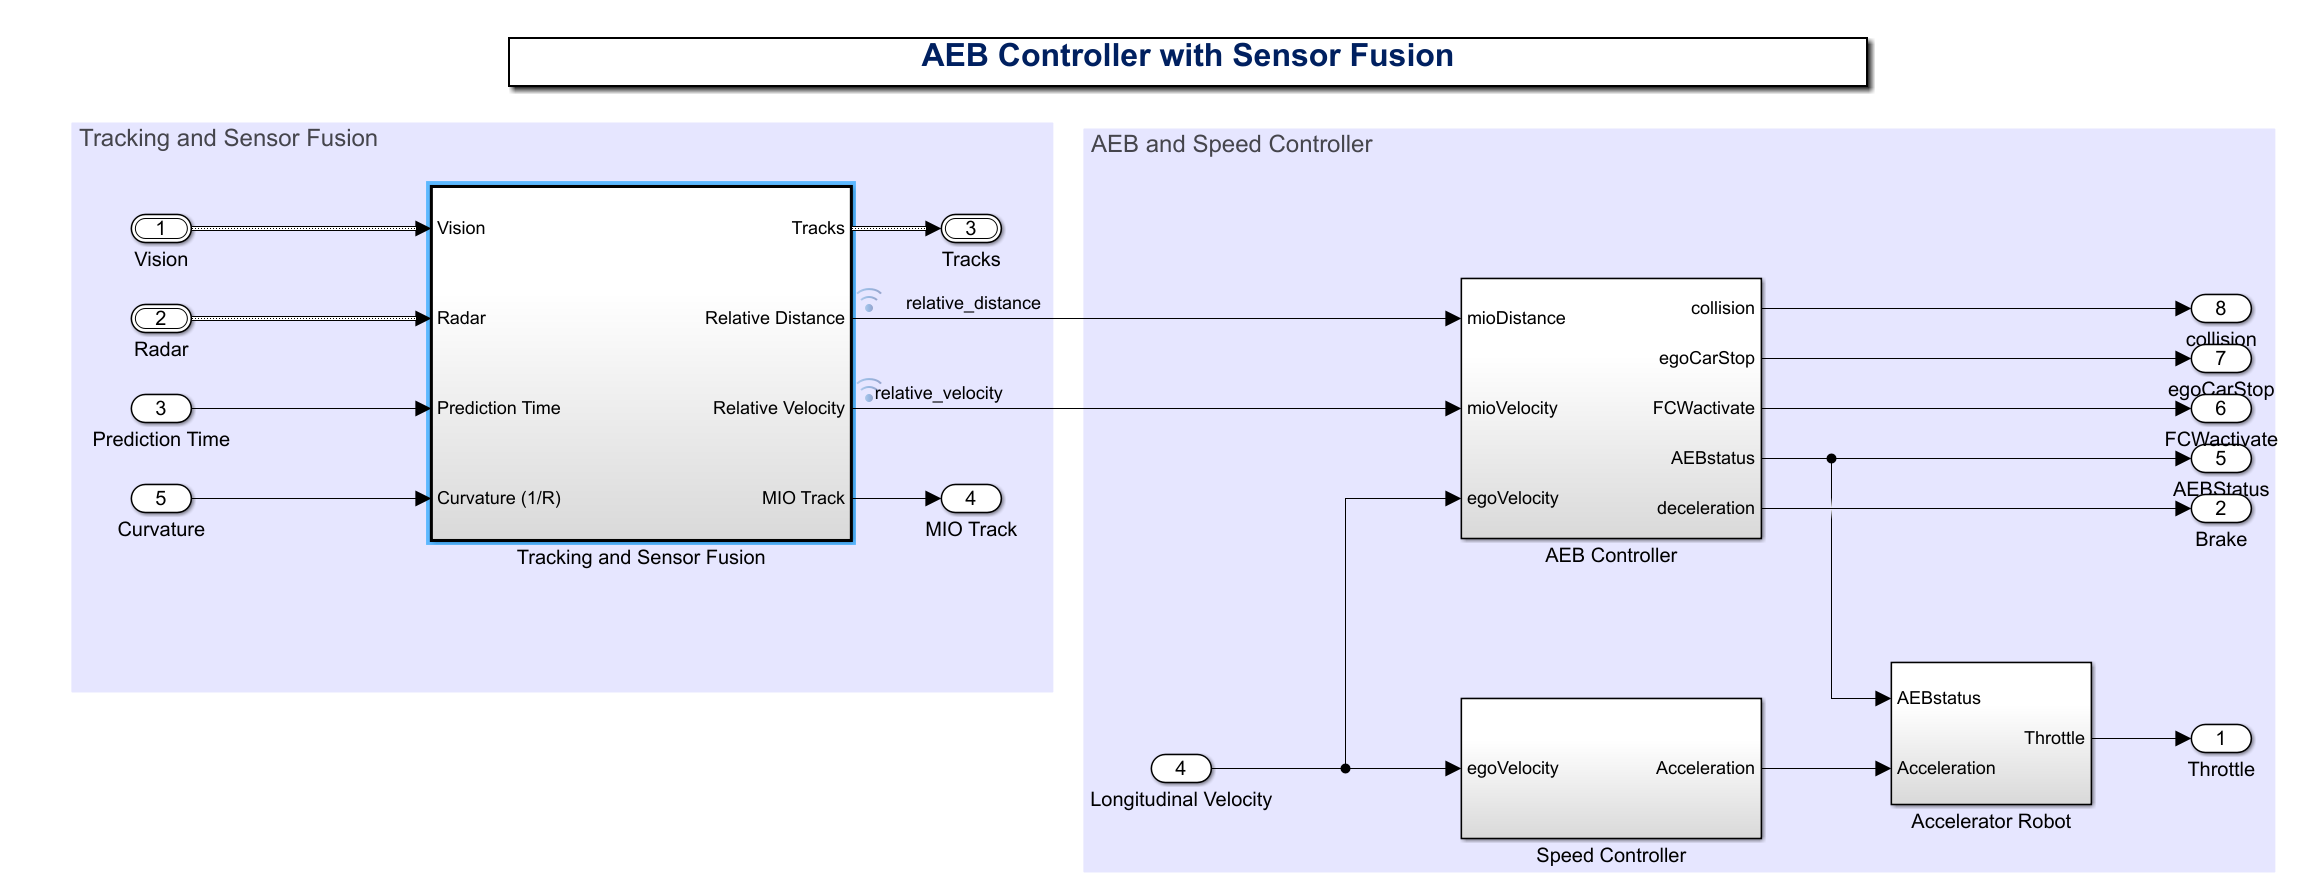 AEB Controller with Sensor Fusion
Tracking and Sensor Fusion
1
Vision
2
Radar
3
Prediction Time
5
Curvature
Vision
Radar
Prediction Time
Curvature (1/R)
Tracks
Relative Distance
Relative Velocity
MIO Track
Tracking and Sensor Fusion
3
Tracks
relative_distance
relative_velocity
4
MIO Track
AEB and Speed Controller
mioDistance
mioVelocity
egoVelocity
collision
egoCarStop
FCWactivate
AEBstatus
deceleration
AEB Controller
8
collision
7
egoCarStop
6
FCWactivate
5
AEBStatus
2
Brake
4
Longitudinal Velocity
egoVelocity
Acceleration
Speed Controller
AEBstatus
Acceleration
Throttle
Accelerator Robot
1
Throttle